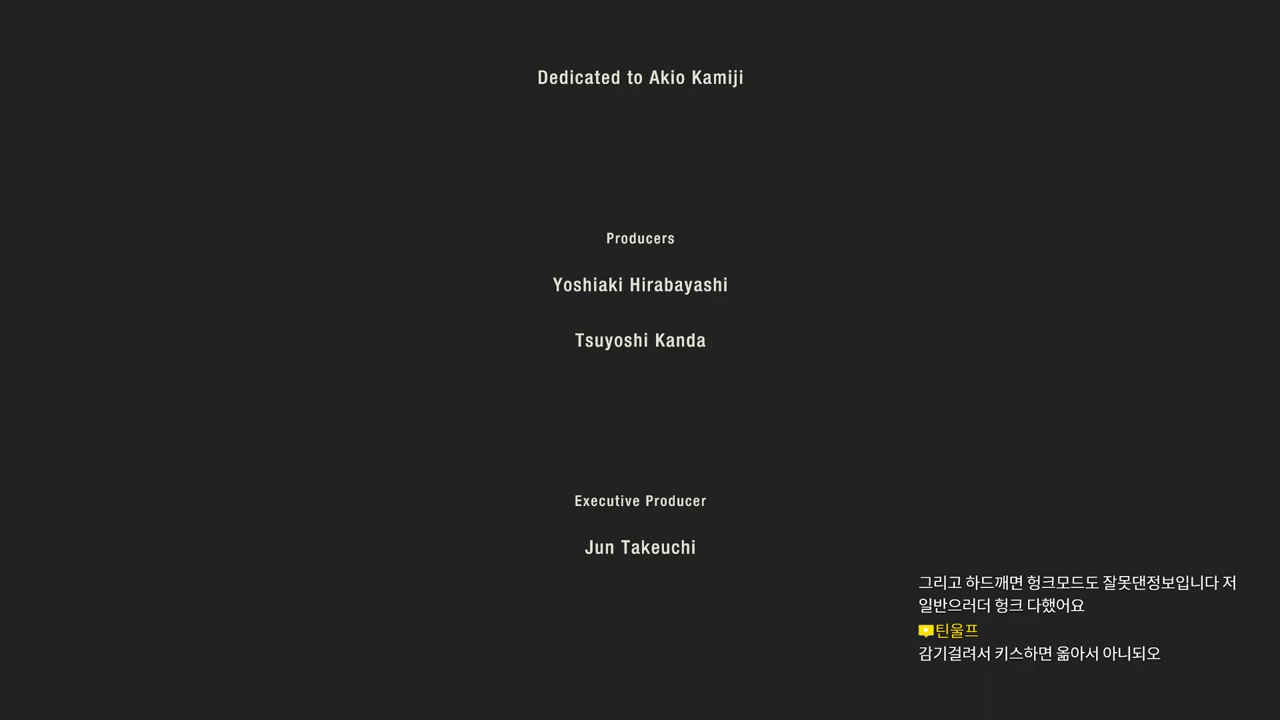 Dedicated to Akio Kamiji
Producers
Yoshiaki Hirabayashi
Tsuyoshi Kanda
Executive Producer
Jun Takeuchi
그리고 하드깨면 헝크모드도 잘못댄정보입니다 저
일반으러더 헝크 다했어요
틴울프
감기걸려서 키스하면 옮아서 아니되오